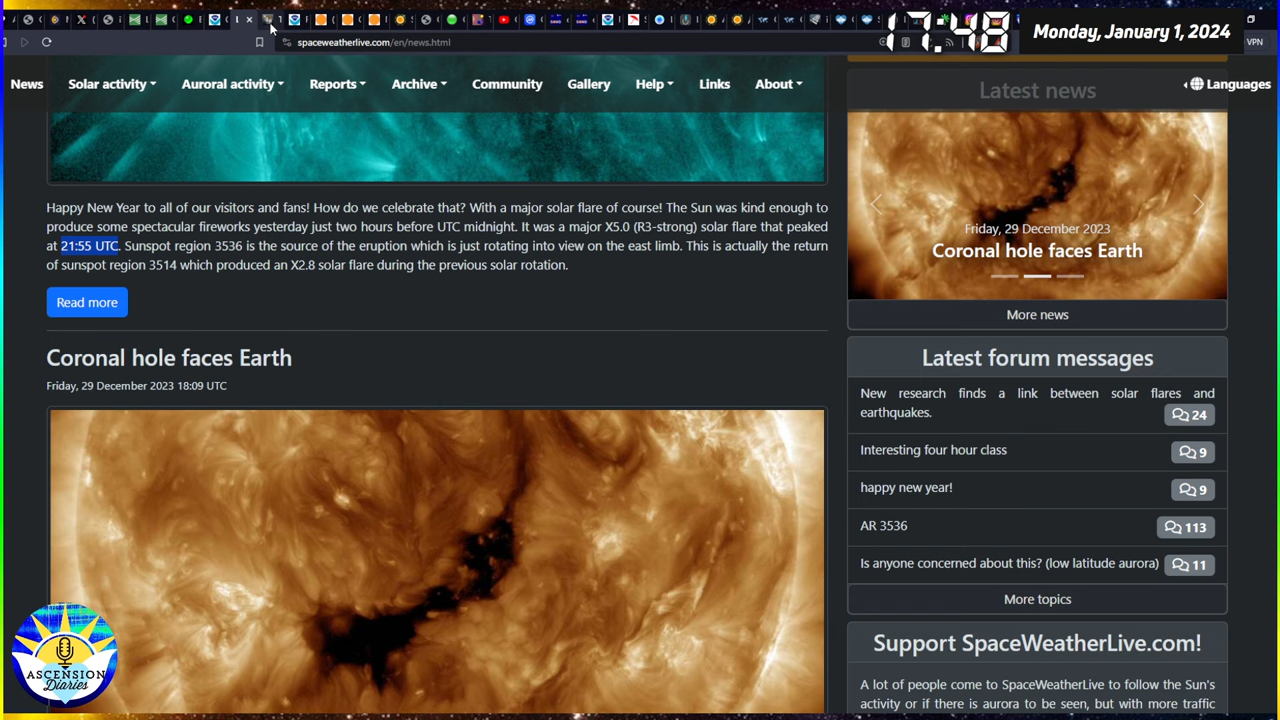 17:48
Monday, January 1, 2024
spaceweatherlive.com/en/news.html
VPN
News Solar activity Auroral activity Reports Archive Community Gallery Help Links About Languages
Happy New Year to all of our visitors and fans! How do we celebrate that? With a major solar flare of course! The Sun was kind enough to
produce some spectacular fireworks yesterday just two hours before UTC midnight. It was a major X5.0 (R3-strong) solar flare that peaked
at 21:55 UTC. Sunspot region 3536 is the source of the eruption which is just rotating into view on the east limb. This is actually the return
of sunspot region 3514 which produced an X2.8 solar flare during the previous solar rotation.
Read more
Coronal hole faces Earth
Friday, 29 December 2023 18:09 UTC
Latest news
Friday, 29 December 2023
Coronal hole faces Earth
More news
Latest forum messages
New research finds a link between solar flares and
earthquakes. 24
Interesting four hour class 9
happy new year! 9
AR 3536 113
Is anyone concerned about this? (low latitude aurora) 11
More topics
Support SpaceWeatherLive.com!
A lot of people come to SpaceWeatherLive to follow the Sun's
activity or if there is aurora to be seen, but with more traffic
ASCENSION
Diaries